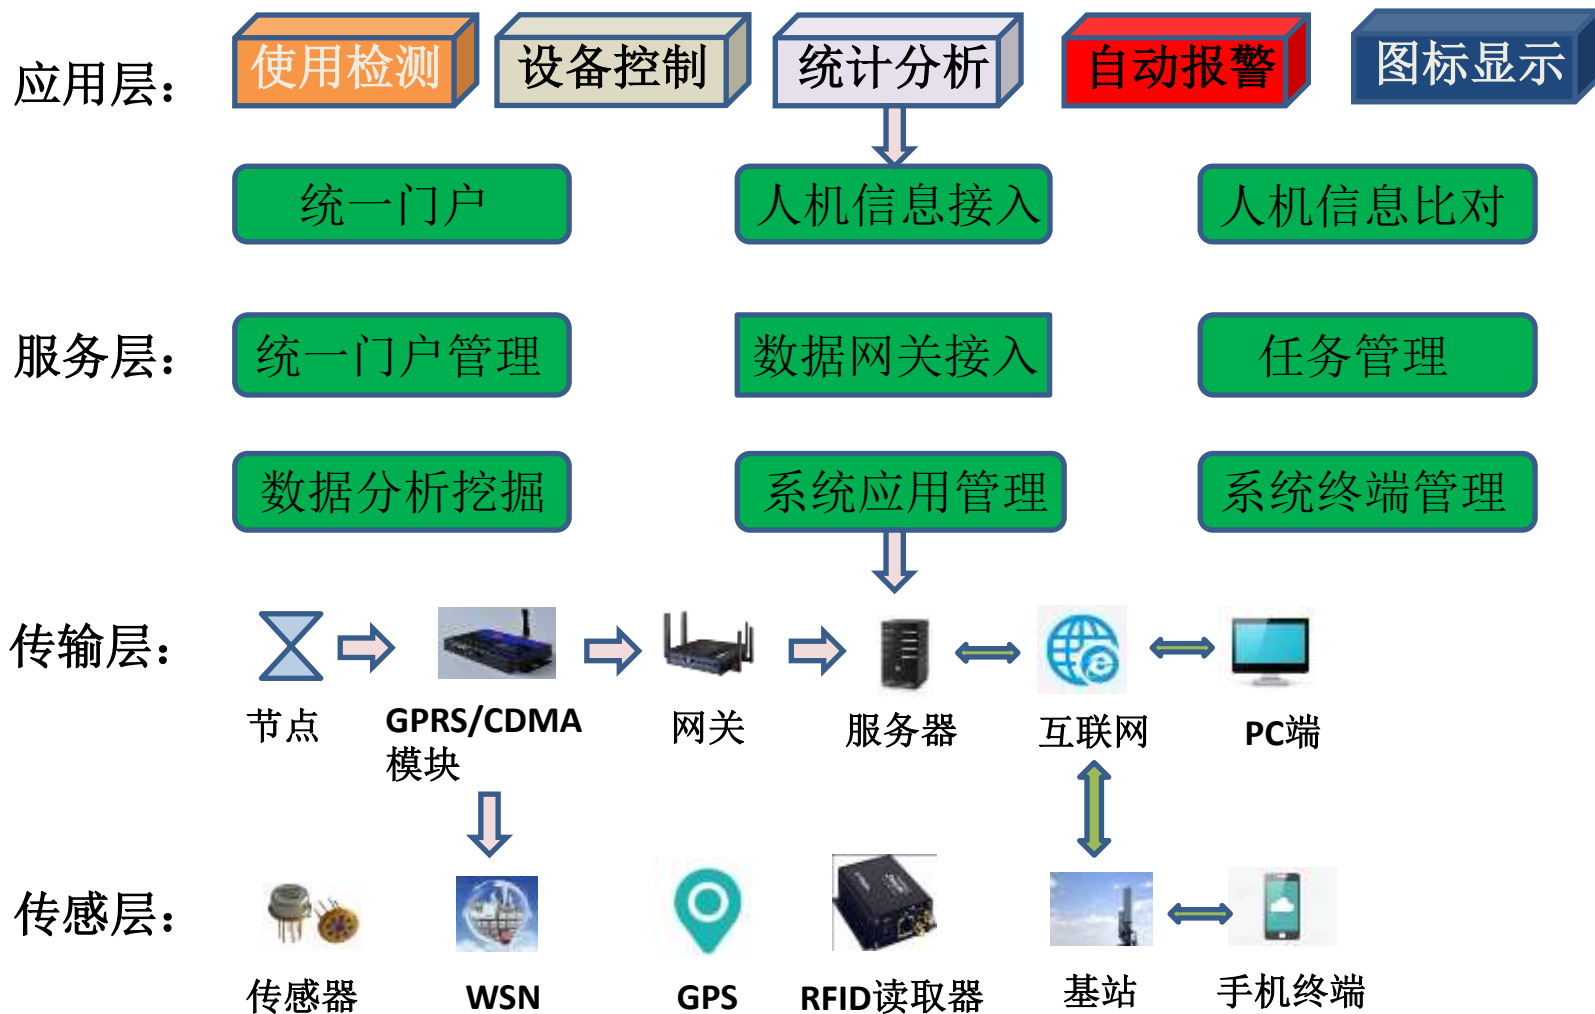 应用层：
使用检测
设备控制
统计分析
自动报警
图标显示
统一门户
人机信息接入
人机信息比对
服务层：
统一门户管理
数据网关接入
任务管理
数据分析挖掘
系统应用管理
系统终端管理
传输层：
节点
GPRS/CDMA
模块
网关
服务器
互联网
PC端
传感层：
传感器
WSN
GPS
RFID读取器
基站
手机终端